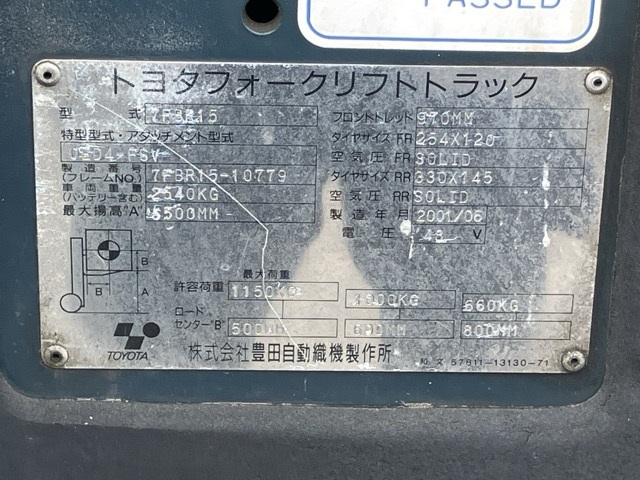 PASSED
トヨタフォークリフトトラック
型式 7FBR15 フロントトレッド 970MM
特型型式・アタッチメント型式 タイヤサイズ FR 254X120
空気圧 FR SOLID
製造番号 (フレームNO.) 7FBR15-10779 タイヤサイズ RR 330X145
車両重量 (バッテリー含む) 2540KG 空気圧 RR SOLID
最大揚高"A" 5500MM 製造年月 2001/06
電圧 48 V
B
B A
最大荷重
許容荷重 1150KG 660KG
ロードセンター"B" 800MM
TOYOTA 株式会社豊田自動織機製作所
和文 57811-13130-71